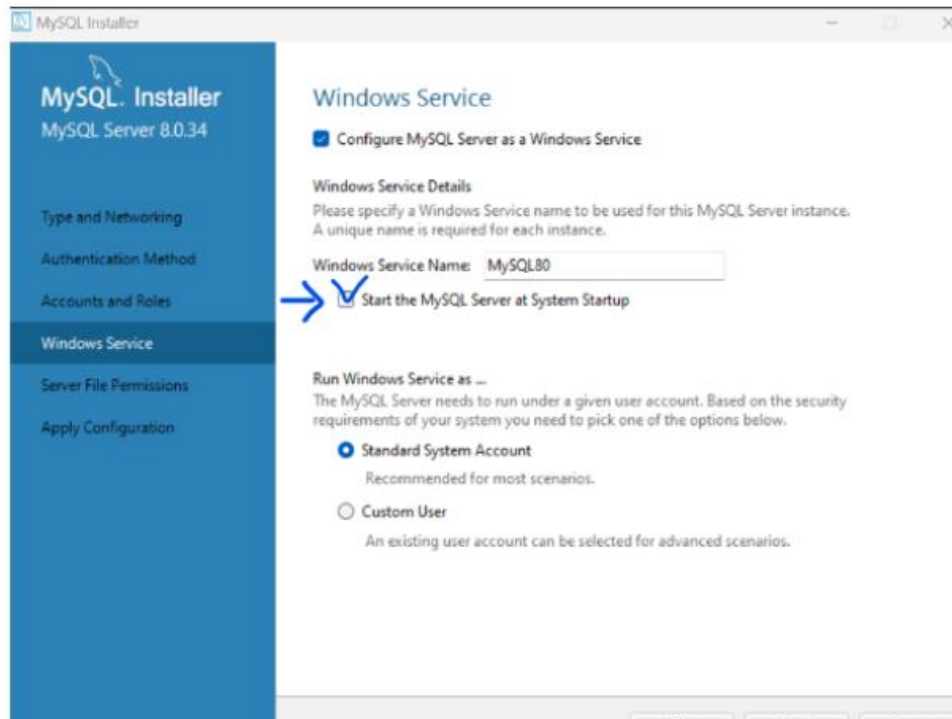 MySQL Installer
MySQL. Installer
MySQL Server 8.0.34
Type and Networking
Authentication Method
Accounts and Roles
Windows Service
Server File Permissions
Apply Configuration
Windows Service
Configure MySQL Server as a Windows Service
Windows Service Details
Please specify a Windows Service name to be used for this MySQL Server instance.
A unique name is required for each instance.
Windows Service Name: MySQL80
Start the MySQL Server at System Startup
Run Windows Service as ...
The MySQL Server needs to run under a given user account. Based on the security
requirements of your system you need to pick one of the options below.
Standard System Account
Recommended for most scenarios.
Custom User
An existing user account can be selected for advanced scenarios.